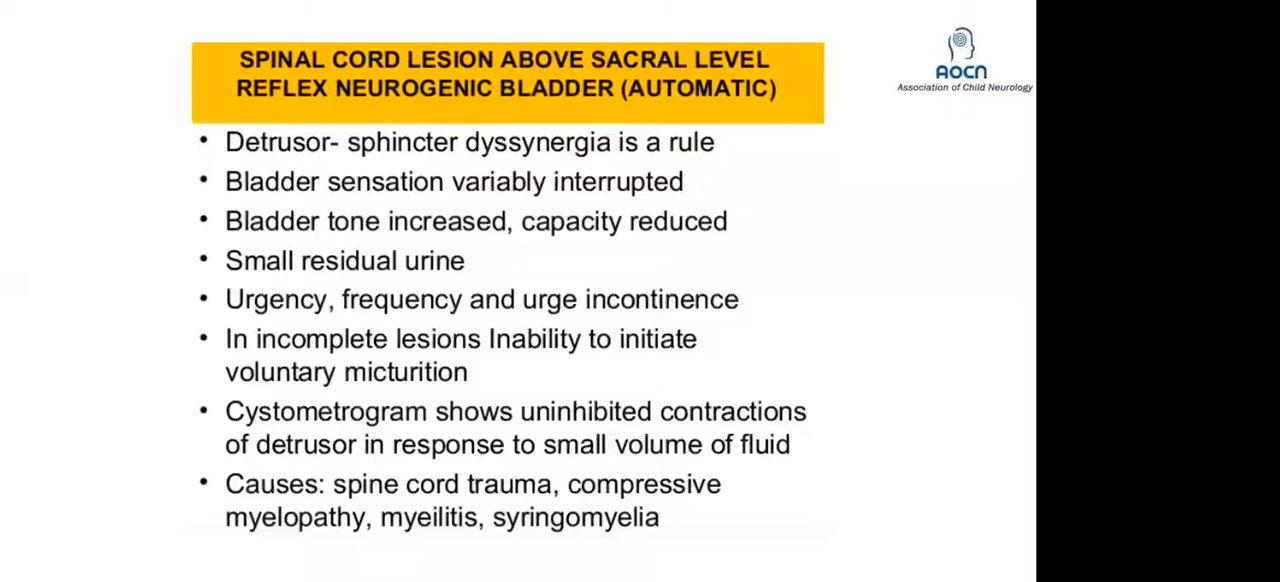 SPINAL CORD LESION ABOVE SACRAL LEVEL
REFLEX NEUROGENIC BLADDER (AUTOMATIC)
AOCN
Association of Child Neurology
• Detrusor- sphincter dyssynergia is a rule
• Bladder sensation variably interrupted
• Bladder tone increased, capacity reduced
• Small residual urine
• Urgency, frequency and urge incontinence
• In incomplete lesions Inability to initiate
voluntary micturition
• Cystometrogram shows uninhibited contractions
of detrusor in response to small volume of fluid
• Causes: spine cord trauma, compressive
myelopathy, myeilitis, syringomyelia